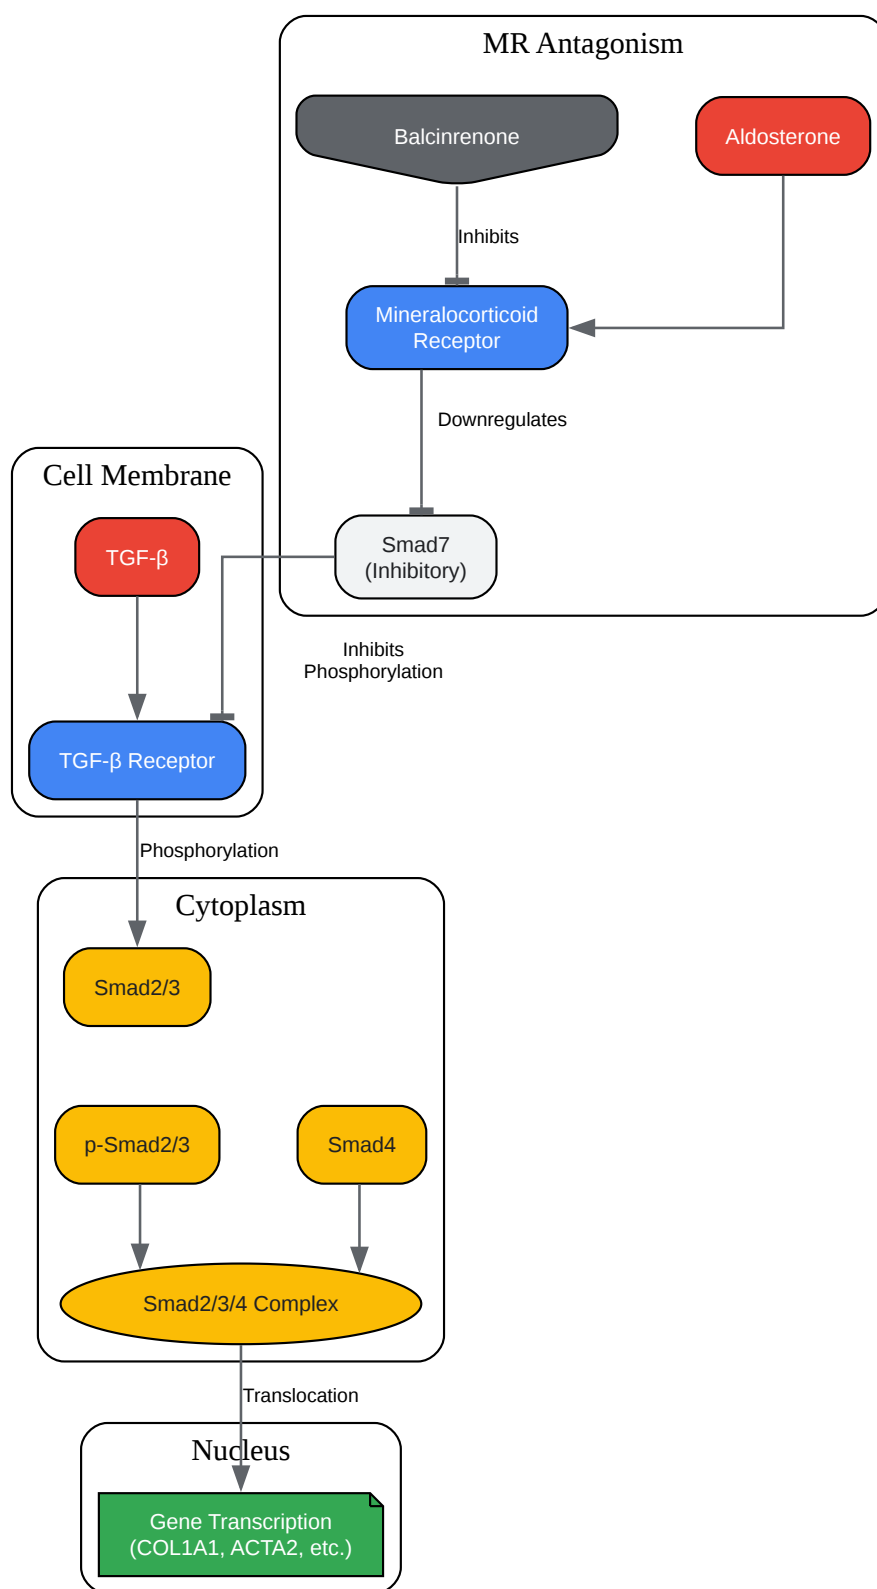 MR Antagonism
Balcinrenone
Aldosterone
Inhibits
Mineralocorticoid
Receptor
Downregulates
Cell Membrane
TGF-β
Smad7
(Inhibitory)
Inhibits
Phosphorylation
TGF-β Receptor
Phosphorylation
Cytoplasm
Smad2/3
p-Smad2/3
Smad4
Smad2/3/4 Complex
Translocation
Nucleus
Gene Transcription
(COL1A1, ACTA2, etc.)